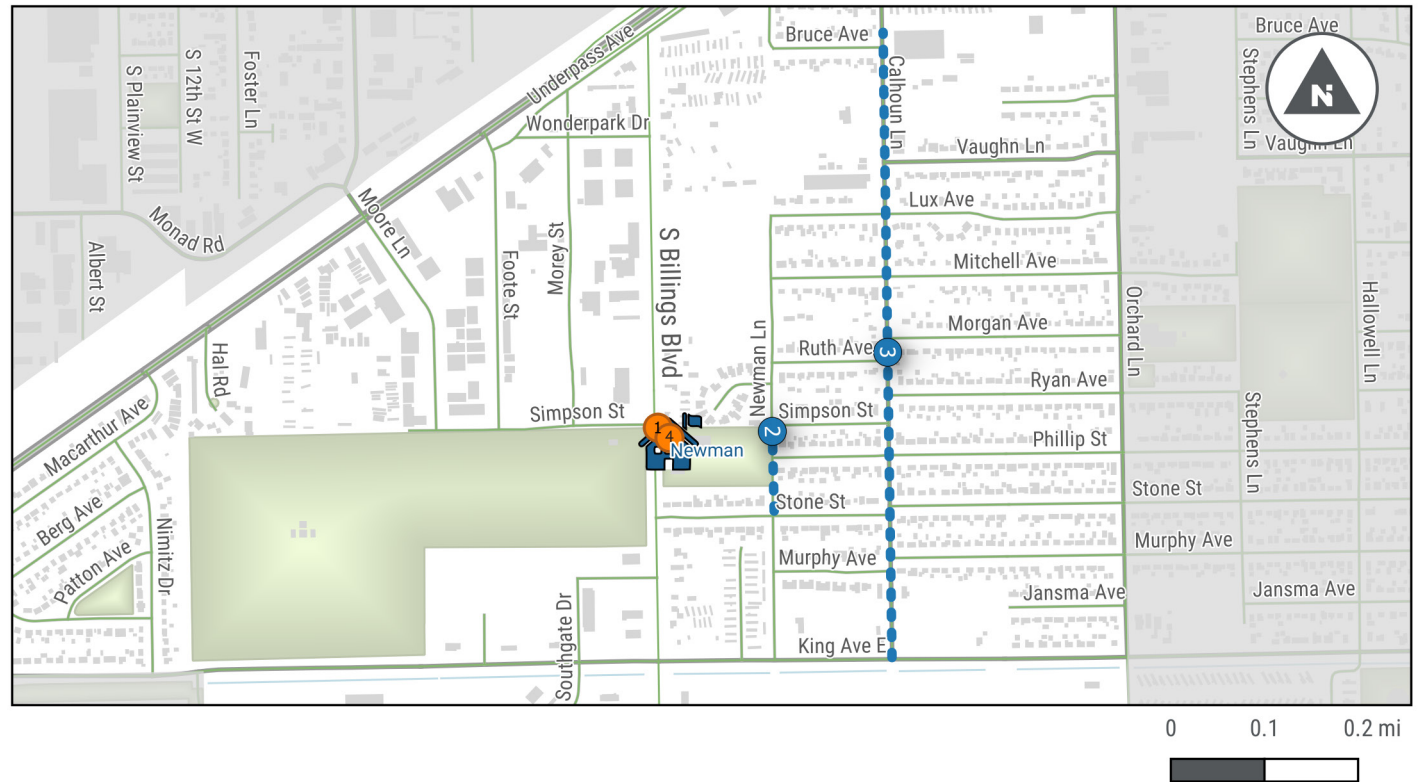 Bruce Ave
Bruce Ave
Underpass Ave
S 12th St W
Foster Ln
S Plainview St
Calhoun Ln
Stephens Ln
N
Wonderpark Dr
Vaughn Ln
Vaughn Ln
Lux Ave
Moore Ln
Monad Rd
Albert St
Foote St
Morey St
S Billings Blvd
Mitchell Ave
Orchard Ln
Hallowell Ln
Morgan Ave
Ruth Ave
3
Hal Rd
Newman Ln
Ryan Ave
Simpson St
Simpson St
1
4
2
Newman
Phillip St
Stephens Ln
Macarthur Ave
Stone St
Stone St
Berg Ave
Nimitz Dr
Murphy Ave
Murphy Ave
Patton Ave
Jansma Ave
Jansma Ave
Southgate Dr
King Ave E
0 0.1 0.2 mi